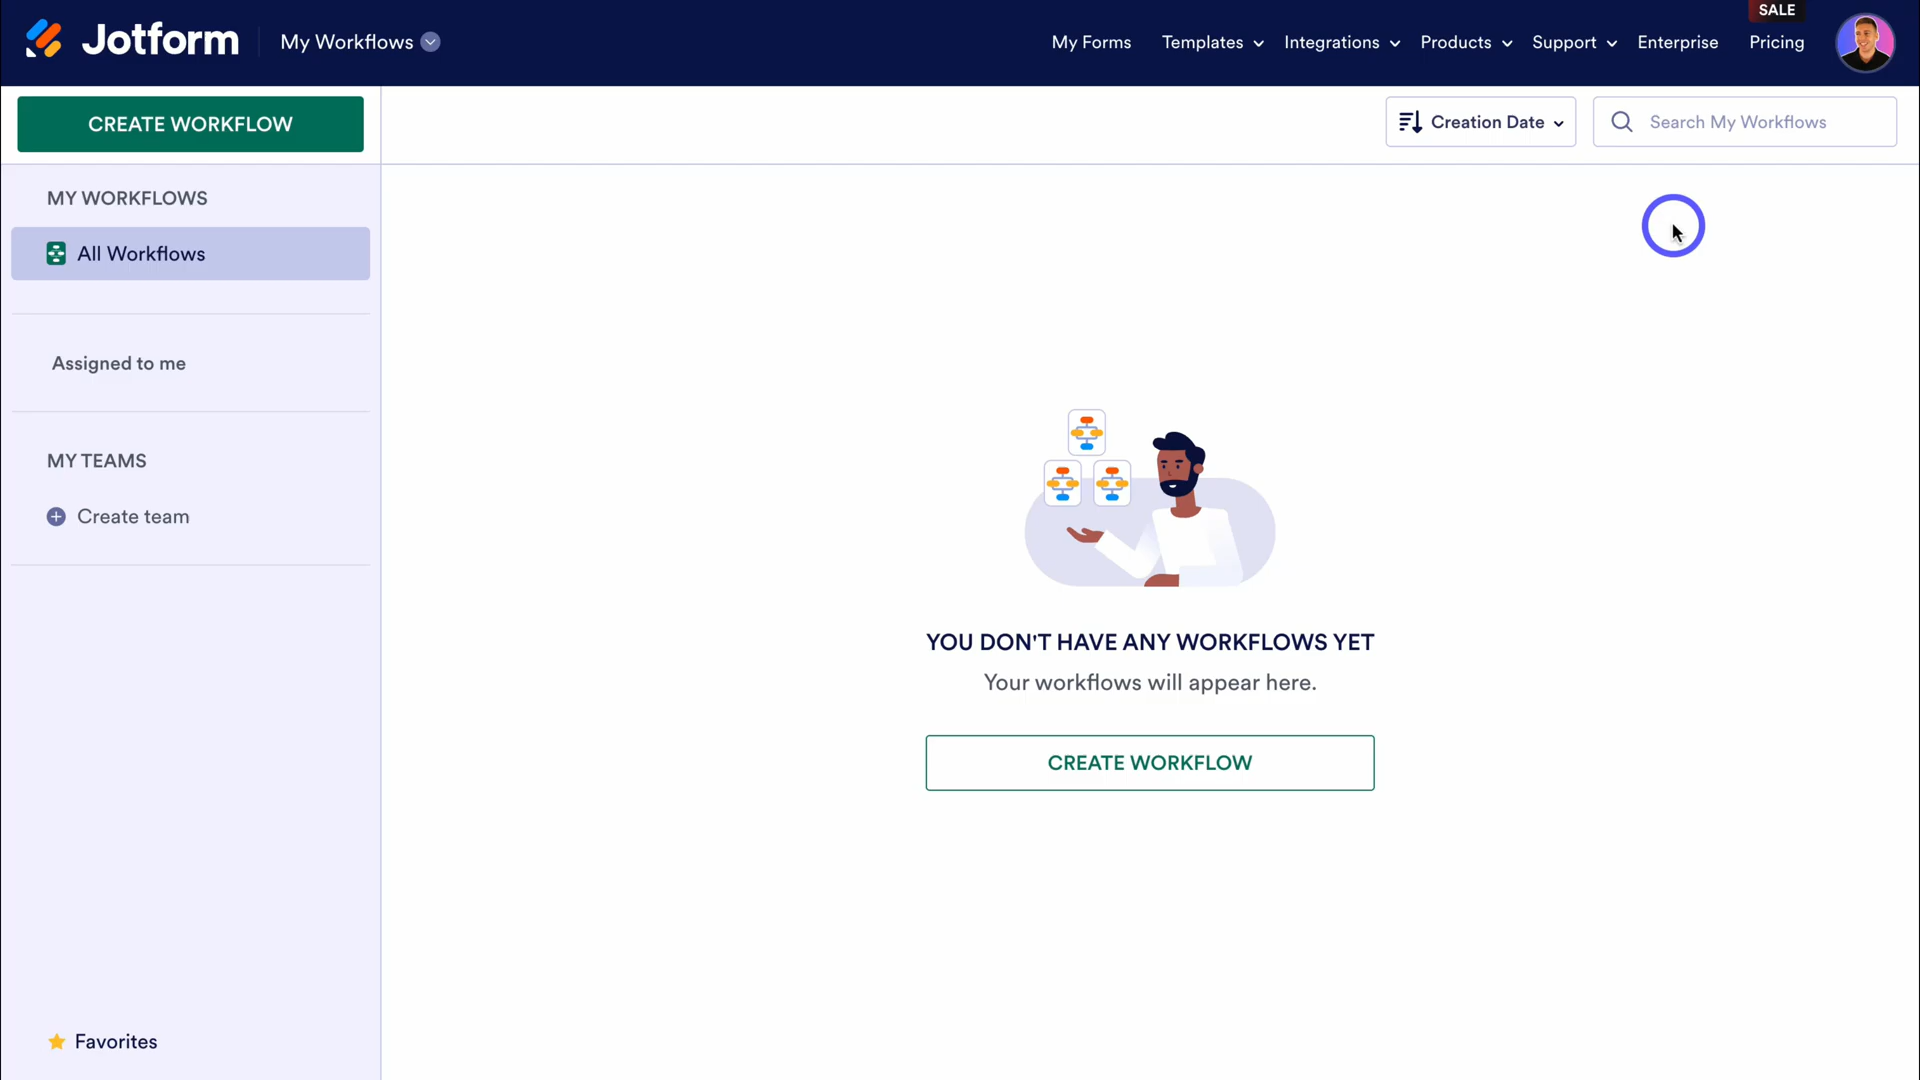 SALE
Jotform
My Workflows
My Forms
Templates
Integrations
Products
Support
Enterprise
Pricing
CREATE WORKFLOW
Creation Date
Search My Workflows
MY WORKFLOWS
All Workflows
Assigned to me
MY TEAMS
Create team
YOU DON'T HAVE ANY WORKFLOWS YET
Your workflows will appear here.
CREATE WORKFLOW
Favorites